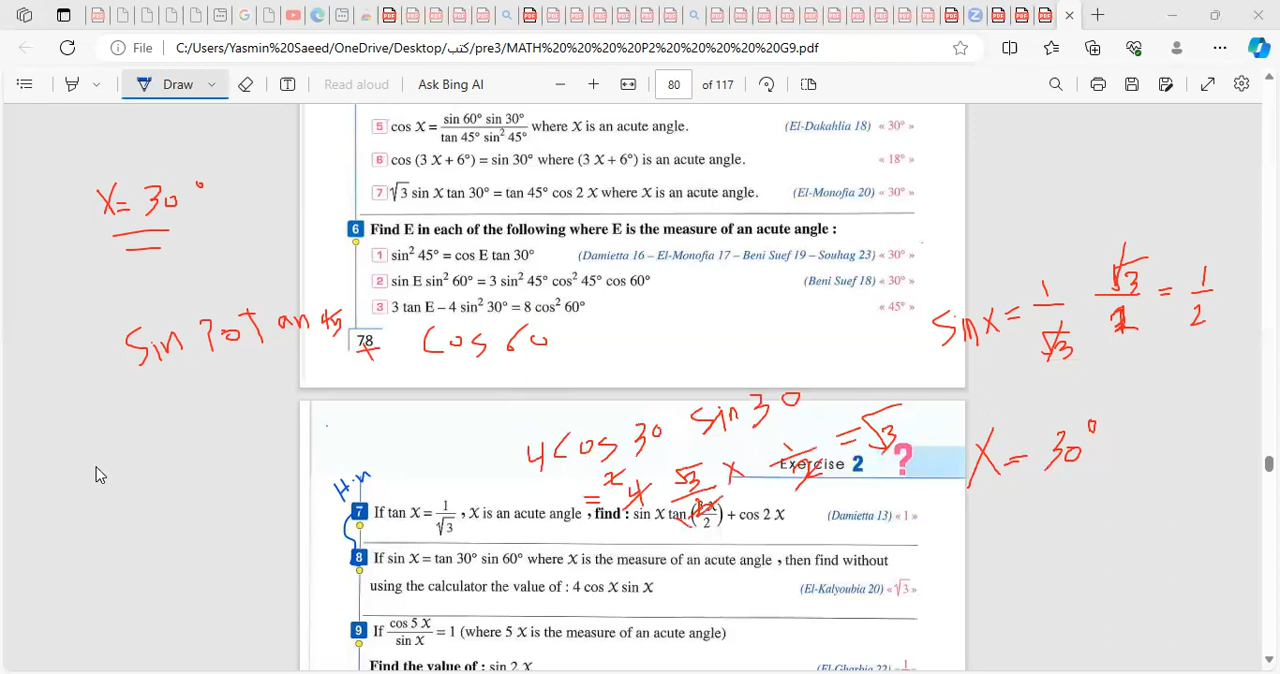 File
C:/Users/Yasmin%20Saeed/OneDrive/Desktop/كتب/pre3/MATH%20%20%20%20P2%20%20%20%20%20G9.pdf
Draw
Read aloud
Ask Bing AI
80 of 117
5 cos X = sin 60° sin 30° / tan 45° sin² 45° where X is an acute angle. (El-Dakahlia 18) « 30° »
6 cos (3 X + 6°) = sin 30° where (3 X + 6°) is an acute angle. « 18° »
7 √3 sin X tan 30° = tan 45° cos 2 X where X is an acute angle. (El-Monofia 20) « 30° »
X = 30°
6 Find E in each of the following where E is the measure of an acute angle :
1 sin² 45° = cos E tan 30° (Damietta 16 – El-Monofia 17 – Beni Suef 19 – Souhag 23) « 30° »
2 sin E sin² 60° = 3 sin² 45° cos² 45° cos 60° (Beni Suef 18) « 30° »
3 3 tan E – 4 sin² 30° = 8 cos² 60° « 45° »
sin x = 1/√3 √3/2 = 1/2
sin 30 tan 45 + cos 60
78
4 cos 30 sin 30
X = 30°
= 4 √3/2 × 1/2 = √3
Exercise 2 ?
H.w
7 If tan X = 1/√3 , X is an acute angle , find : sin X tan (3X/2) + cos 2 X (Damietta 13) « 1 »
8 If sin X = tan 30° sin 60° where X is the measure of an acute angle , then find without
using the calculator the value of : 4 cos X sin X (El-Kalyoubia 20) « √3 »
9 If cos 5 X / sin X = 1 (where 5 X is the measure of an acute angle)
Find the value of : sin 2 X (El-Gharbia 22)